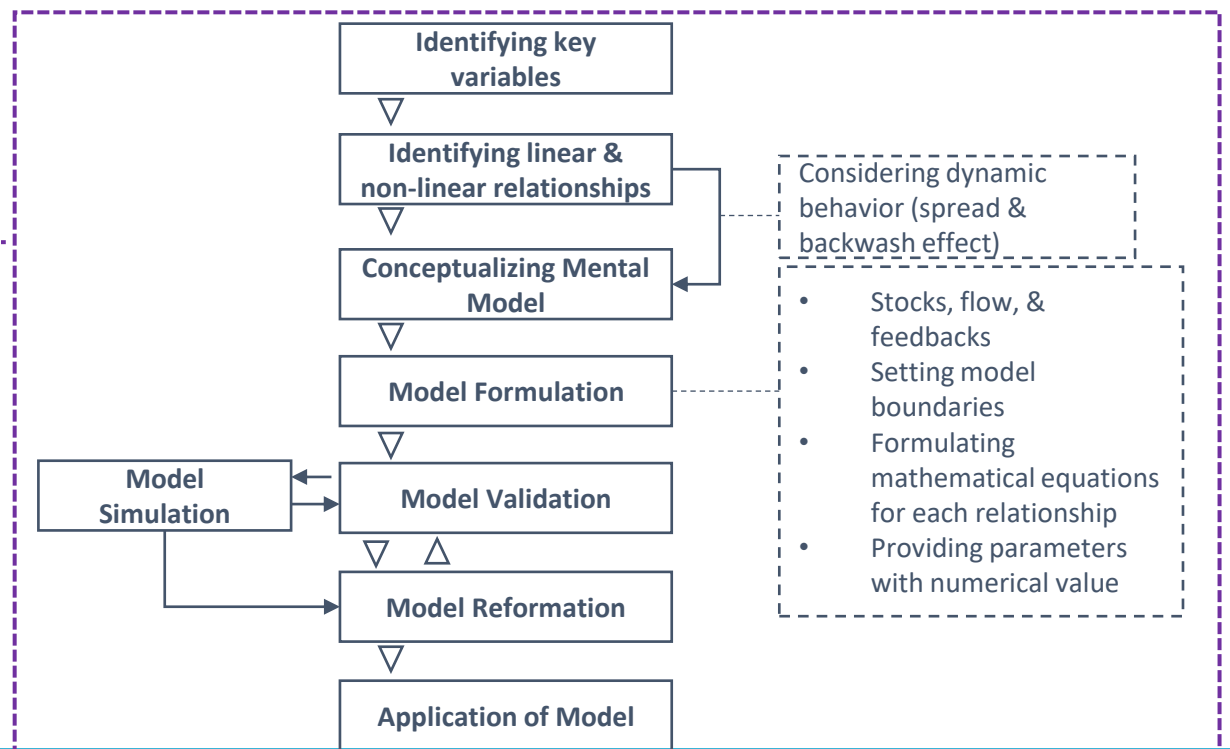 Identifying key
variables
Identifying linear &
non-linear relationships
Considering dynamic
behavior (spread &
backwash effect)
Conceptualizing Mental
Model
• Stocks, flow, &
feedbacks
• Setting model
boundaries
• Formulating
mathematical equations
for each relationship
• Providing parameters
with numerical value
Model Formulation
Model
Simulation
Model Validation
Model Reformation
Application of Model